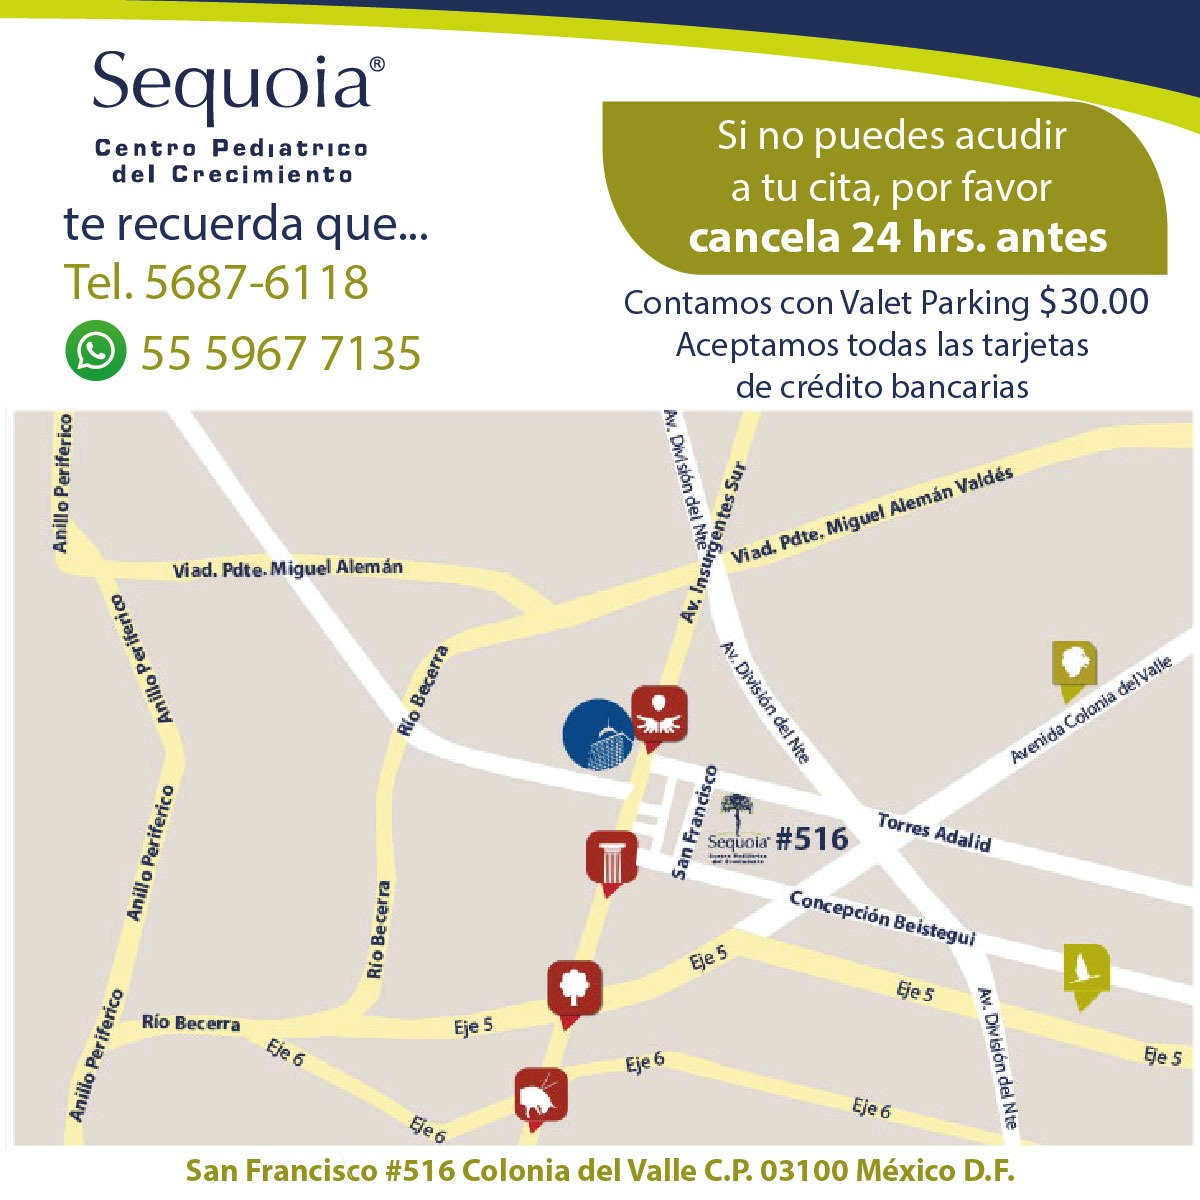 Sequoia®
Centro Pediatrico
del Crecimiento
te recuerda que...
Tel. 5687-6118
55 5967 7135
Si no puedes acudir
a tu cita, por favor
cancela 24 hrs. antes
Contamos con Valet Parking $30.00
Aceptamos todas las tarjetas
de crédito bancarias
Anillo Periferico
Av. División del Nte
Av. Insurgentes Sur
Viad. Pdte. Miguel Alemán Valdés
Viad. Pdte. Miguel Alemán
Anillo Periferico
Río Becerra
Av. División del Nte
Avenida Colonia del Valle
San Francisco
Sequoia
Centro Pediatrico
del Crecimiento
#516
Torres Adalid
Anillo Periferico
Río Becerra
Concepción Beistegui
Eje 5
Eje 5
Anillo Periferico
Río Becerra
Eje 5
Av. División del Nte
Eje 6
Eje 6
Eje 5
Eje 6
Eje 6
San Francisco #516 Colonia del Valle C.P. 03100 México D.F.